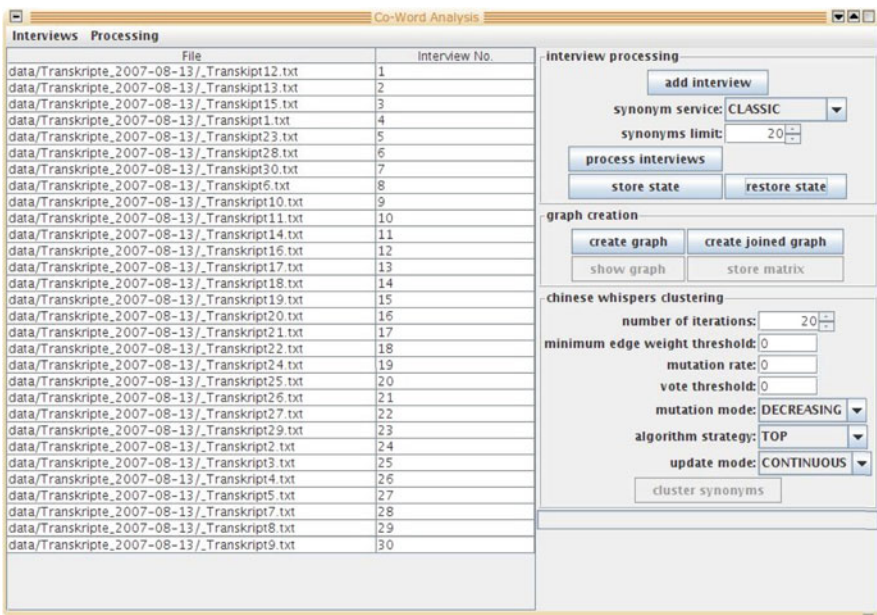 Co-Word Analysis
Interviews Processing
File Interview No.
data/Transkripte_2007-08-13/_Transkipt12.txt 1
data/Transkripte_2007-08-13/_Transkipt13.txt 2
data/Transkripte_2007-08-13/_Transkipt15.txt 3
data/Transkripte_2007-08-13/_Transkipt1.txt 4
data/Transkripte_2007-08-13/_Transkipt23.txt 5
data/Transkripte_2007-08-13/_Transkipt28.txt 6
data/Transkripte_2007-08-13/_Transkipt30.txt 7
data/Transkripte_2007-08-13/_Transkipt6.txt 8
data/Transkripte_2007-08-13/_Transkript10.txt 9
data/Transkripte_2007-08-13/_Transkript11.txt 10
data/Transkripte_2007-08-13/_Transkript14.txt 11
data/Transkripte_2007-08-13/_Transkript16.txt 12
data/Transkripte_2007-08-13/_Transkript17.txt 13
data/Transkripte_2007-08-13/_Transkript18.txt 14
data/Transkripte_2007-08-13/_Transkript19.txt 15
data/Transkripte_2007-08-13/_Transkript20.txt 16
data/Transkripte_2007-08-13/_Transkript21.txt 17
data/Transkripte_2007-08-13/_Transkript22.txt 18
data/Transkripte_2007-08-13/_Transkript24.txt 19
data/Transkripte_2007-08-13/_Transkript25.txt 20
data/Transkripte_2007-08-13/_Transkript26.txt 21
data/Transkripte_2007-08-13/_Transkript27.txt 22
data/Transkripte_2007-08-13/_Transkript29.txt 23
data/Transkripte_2007-08-13/_Transkript2.txt 24
data/Transkripte_2007-08-13/_Transkript3.txt 25
data/Transkripte_2007-08-13/_Transkript4.txt 26
data/Transkripte_2007-08-13/_Transkript5.txt 27
data/Transkripte_2007-08-13/_Transkript7.txt 28
data/Transkripte_2007-08-13/_Transkript8.txt 29
data/Transkripte_2007-08-13/_Transkript9.txt 30
interview processing
add interview
synonym service: CLASSIC
synonyms limit: 20
process interviews
store state restore state
graph creation
create graph create joined graph
show graph store matrix
chinese whispers clustering
number of iterations: 20
minimum edge weight threshold: 0
mutation rate: 0
vote threshold: 0
mutation mode: DECREASING
algorithm strategy: TOP
update mode: CONTINUOUS
cluster synonyms